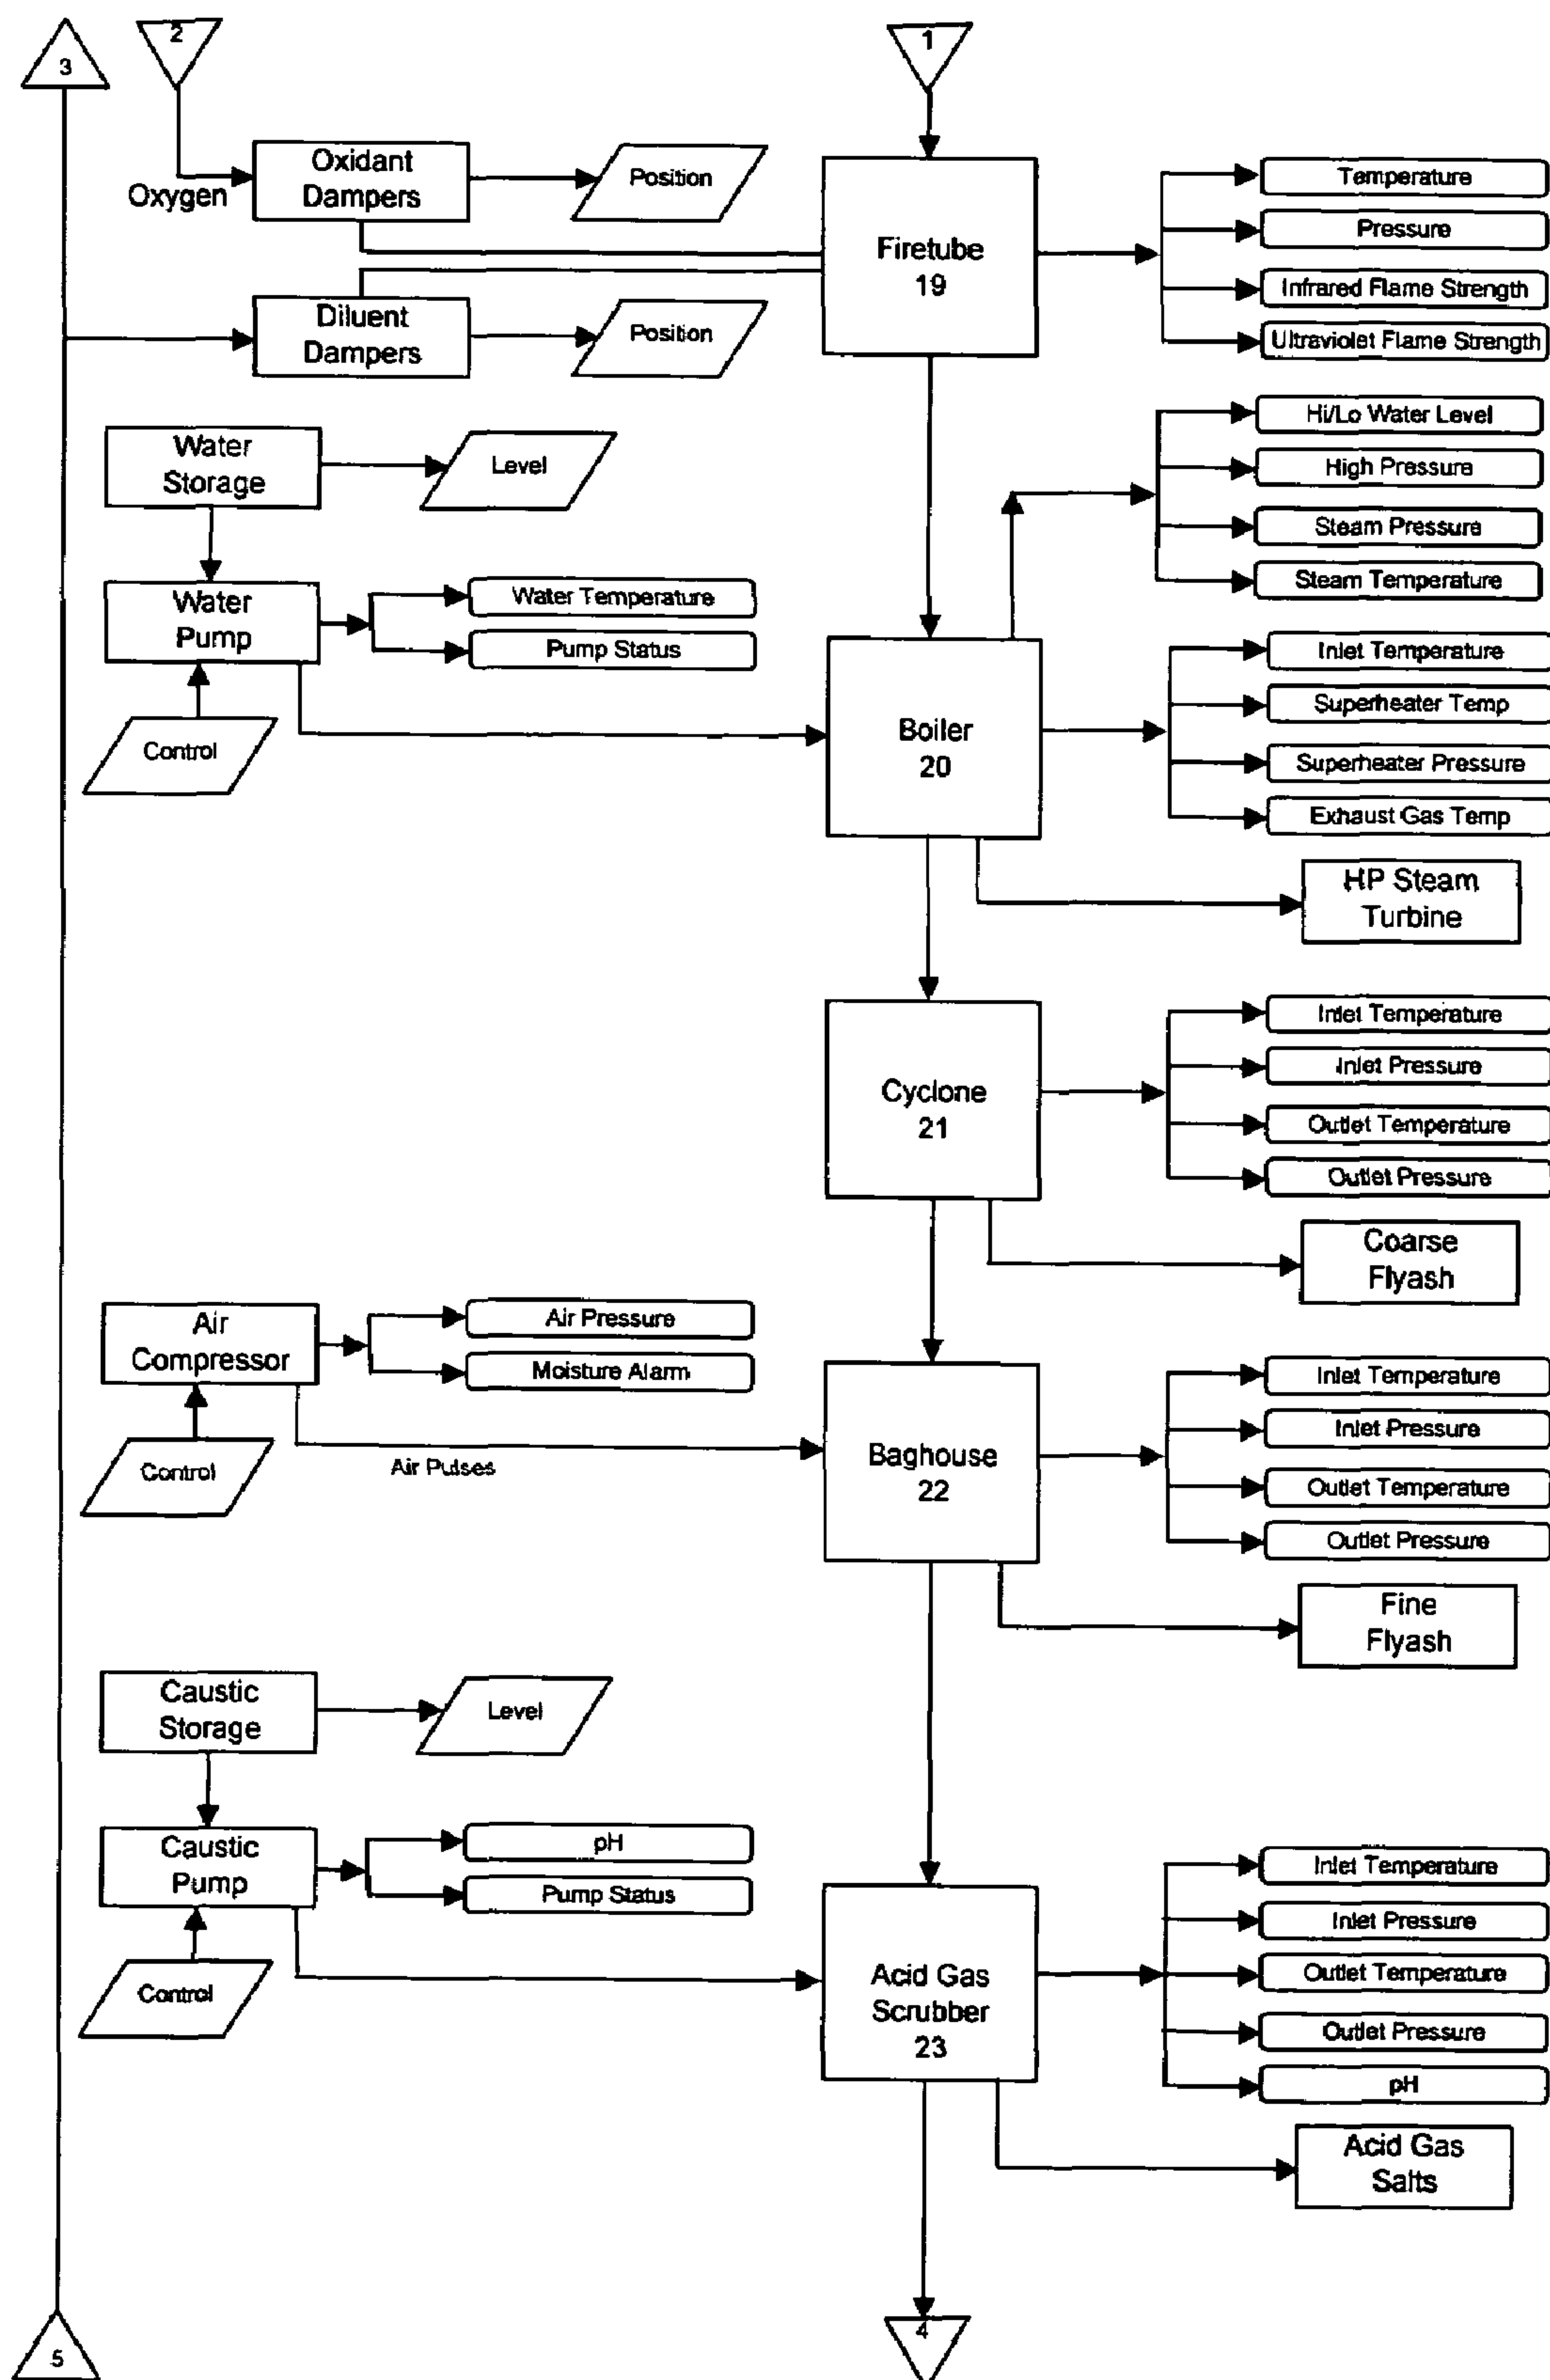 3
2
1
Oxidant
Dampers
Position
Oxygen
Firetube
19
Temperature
Pressure
Infrared Flame Strength
Ultraviolet Flame Strength
Diluent
Dampers
Position
Water
Storage
Level
Hi/Lo Water Level
High Pressure
Steam Pressure
Steam Temperature
Water
Pump
Water Temperature
Pump Status
Control
Boiler
20
Inlet Temperature
Superheater Temp
Superheater Pressure
Exhaust Gas Temp
HP Steam
Turbine
Cyclone
21
Inlet Temperature
Inlet Pressure
Outlet Temperature
Outlet Pressure
Coarse
Flyash
Air
Compressor
Air Pressure
Moisture Alarm
Control
Air Pulses
Baghouse
22
Inlet Temperature
Inlet Pressure
Outlet Temperature
Outlet Pressure
Fine
Flyash
Caustic
Storage
Level
Caustic
Pump
pH
Pump Status
Control
Acid Gas
Scrubber
23
Inlet Temperature
Inlet Pressure
Outlet Temperature
Outlet Pressure
pH
Acid Gas
Salts
5
4